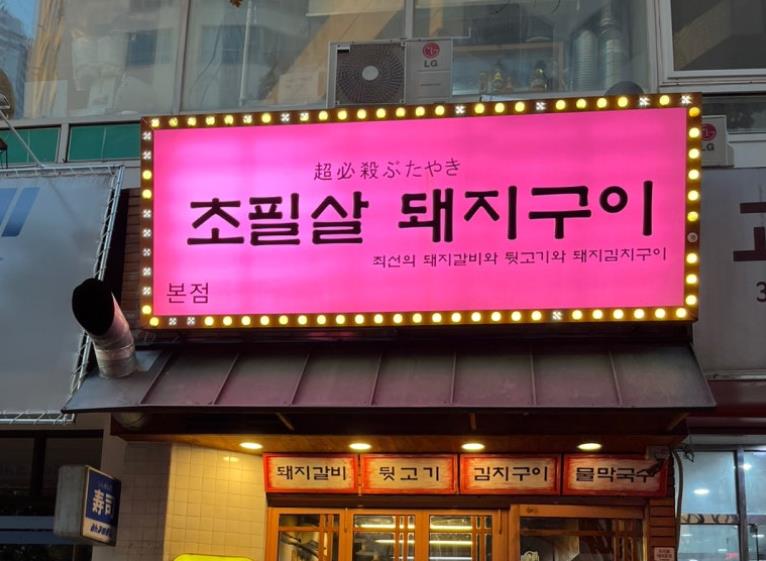 LG
LG
超必殺ぶたやき
초필살 돼지구이
최선의 돼지갈비와 뒷고기와 돼지김치구이
본점
돼지갈비
뒷고기
김치구이
물막국수
寿司